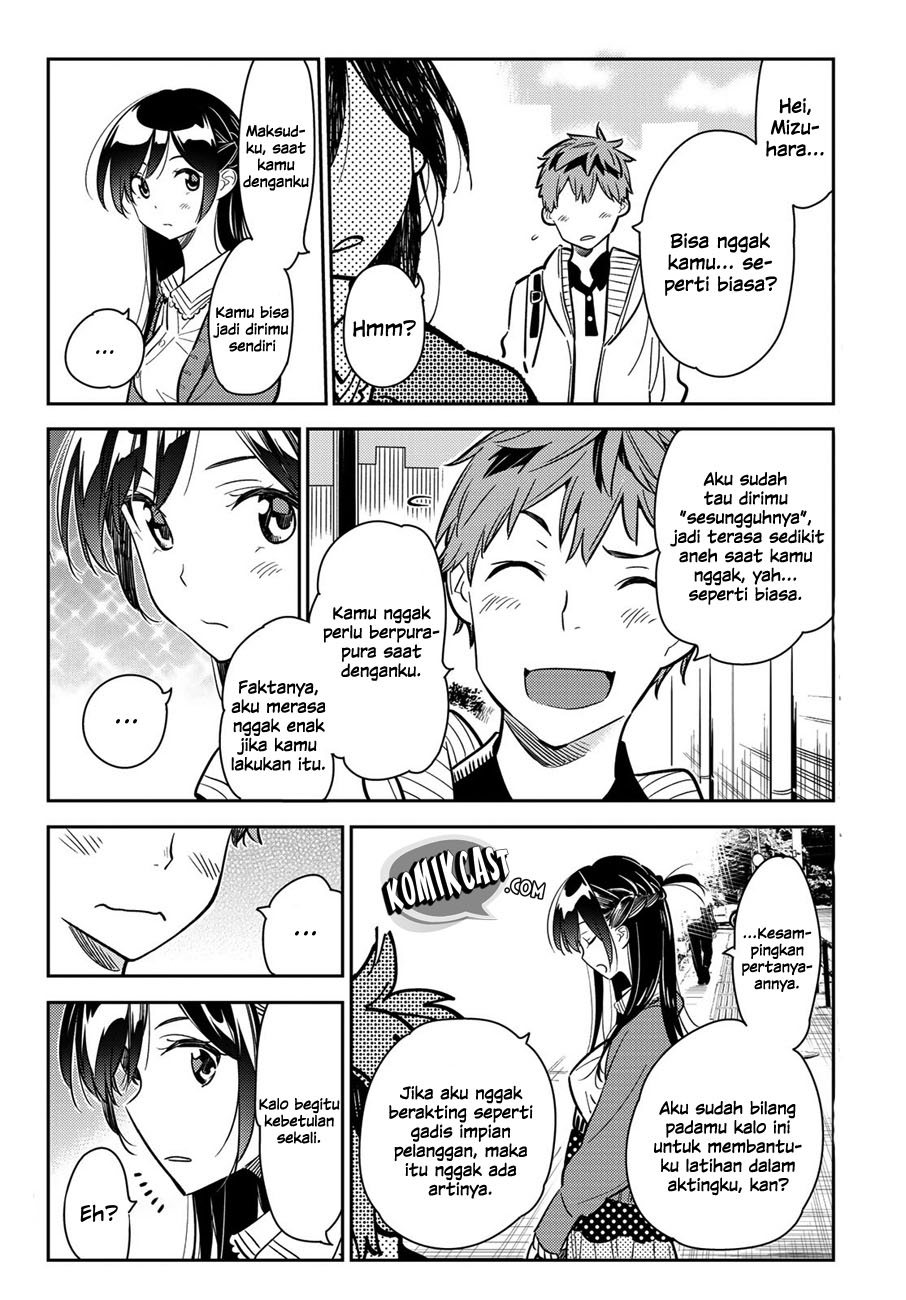 Hei,
Mizu-
hara...
Bisa nggak
kamu... se-
perti biasa?
Hmm?
Maksud-
ku, saat
kamu
denganku
Kamu bisa
jadi dirimu
sendiri
...
Aku sudah
tau dirimu
"sesungguhnya",
jadi terasa sedikit
aneh saat kamu
nggak, yah...
seperti biasa.
Kamu nggak
perlu berpura-
pura saat
denganku.
Faktanya,
aku merasa
nggak enak
jika kamu
lakukan itu.
...
...Kesam-
pingkan
pertanya-
annya.
Aku sudah bilang
padamu kalo ini
untuk membantu-
ku latihan dalam
aktingku, kan?
Jika aku nggak
berakting seperti
gadis impian
pelanggan, maka
itu nggak ada
artinya.
KOMIKCAST
.COM
...
Kalo begitu
kebetulan
sekali.
Eh?